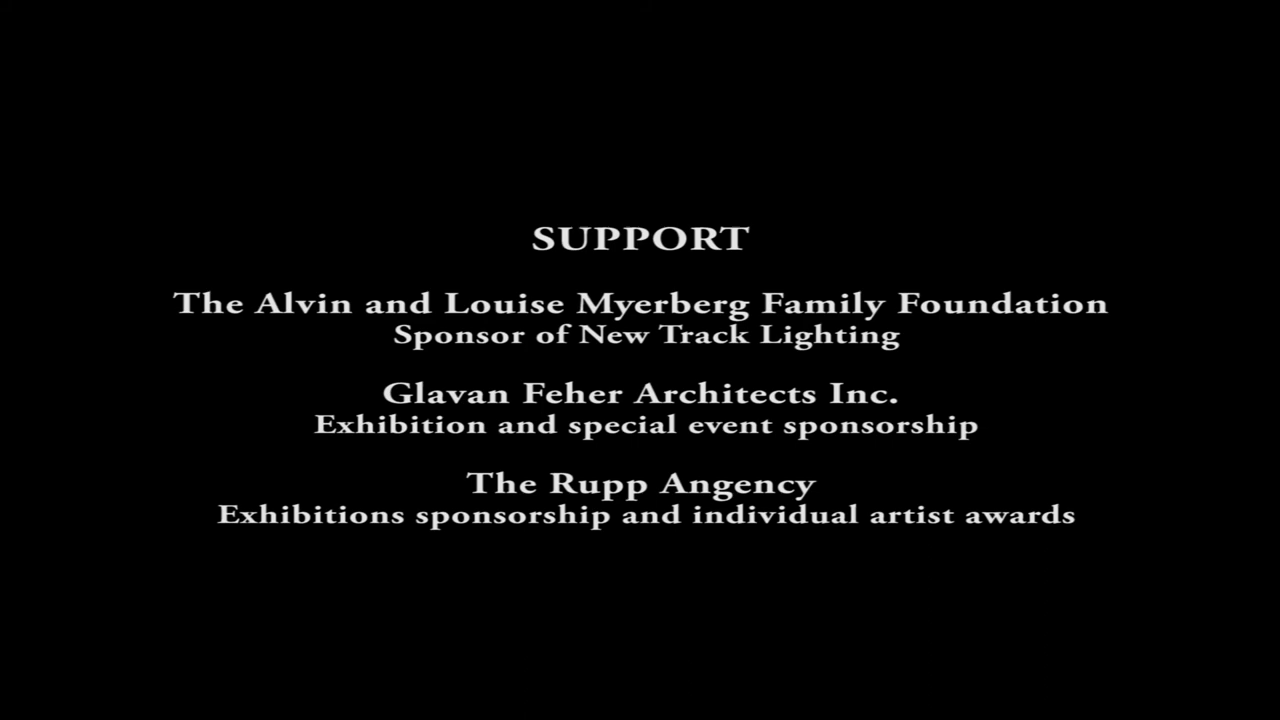 SUPPORT
The Alvin and Louise Myerberg Family Foundation
Sponsor of New Track Lighting
Glavan Feher Architects Inc.
Exhibition and special event sponsorship
The Rupp Angency
Exhibitions sponsorship and individual artist awards